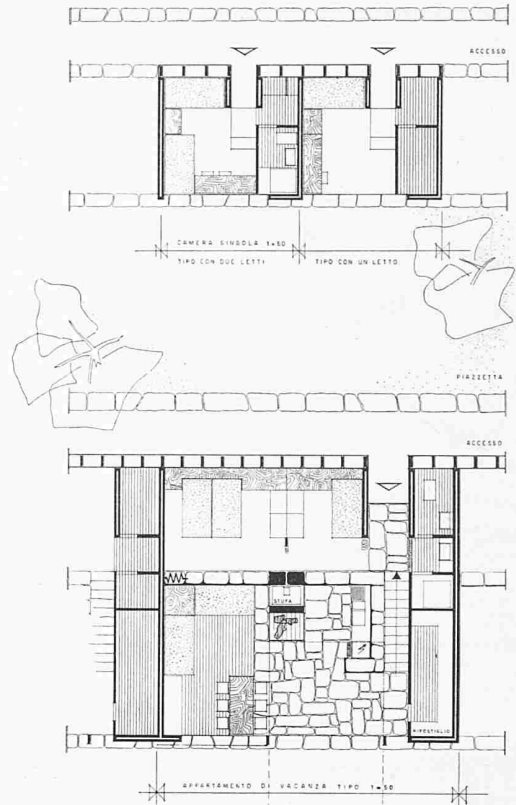 ACCESSO
CAMERA SINGOLA 1=50
TIPO CON DUE LETTI
TIPO CON UN LETTO
PIAZZETTA
ACCESSO
STUFA
RIPOSTIGLIO
APPARTAMENTO DI VACANZA TIPO 1=50